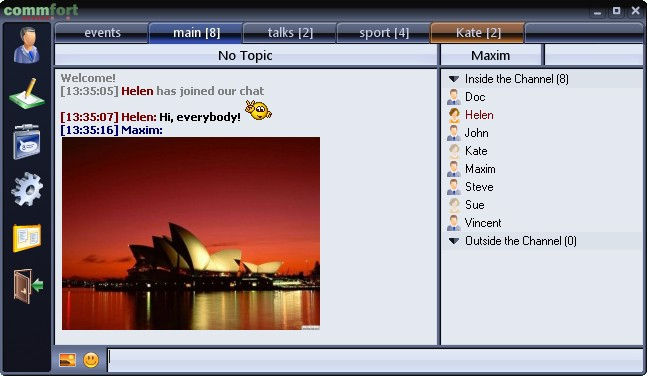 commfort
events
main [8]
talks [2]
sport [4]
Kate [2]
No Topic
Maxim
Welcome!
[13:35:05] Helen has joined our chat
[13:35:07] Helen: Hi, everybody!
[13:35:16] Maxim:
Inside the Channel (8)
Doc
Helen
John
Kate
Maxim
Steve
Sue
Vincent
Outside the Channel (0)